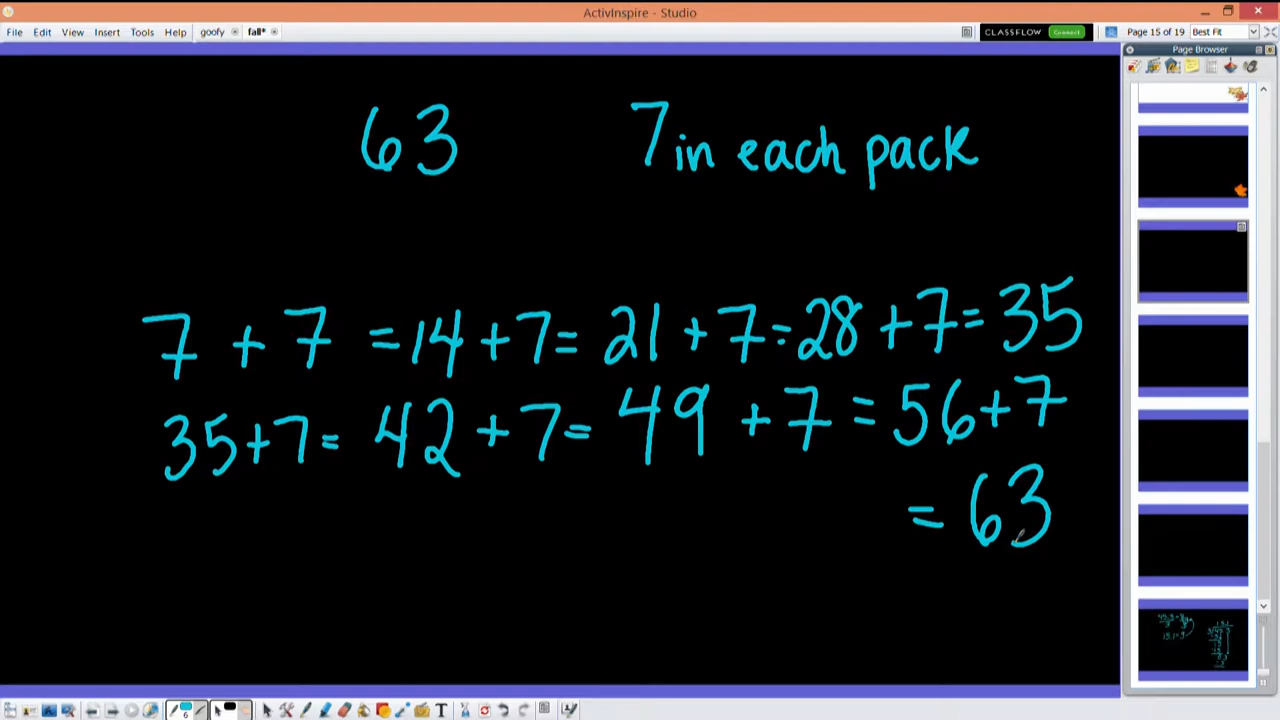 ActivInspire - Studio
File Edit View Insert Tools Help goofy fall* CLASSFLOW Connect Page 15 of 19 Best Fit
Page Browser
63 7 in each pack
7 + 7 = 14 + 7 = 21 + 7 = 28 + 7 = 35
35 + 7 = 42 + 7 = 49 + 7 = 56 + 7
= 63
6 T